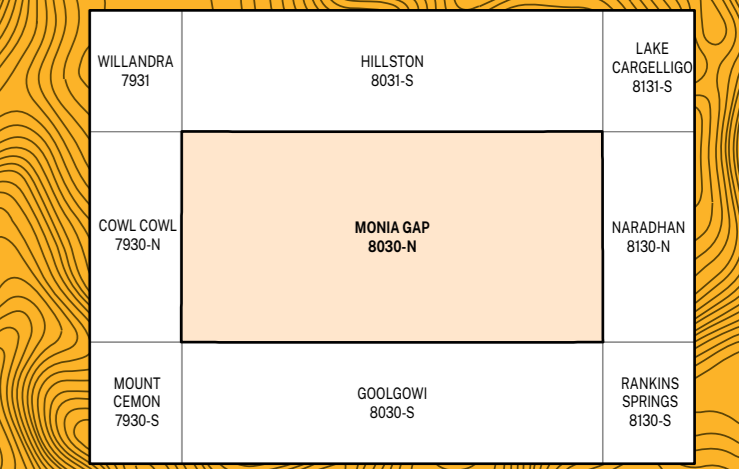 WILLANDRA
7931
HILLSTON
8031-S
LAKE
CARGELLIGO
8131-S
COWL COWL
7930-N
MONIA GAP
8030-N
NARADHAN
8130-N
MOUNT
CEMON
7930-S
GOOLGOWI
8030-S
RANKINS
SPRINGS
8130-S